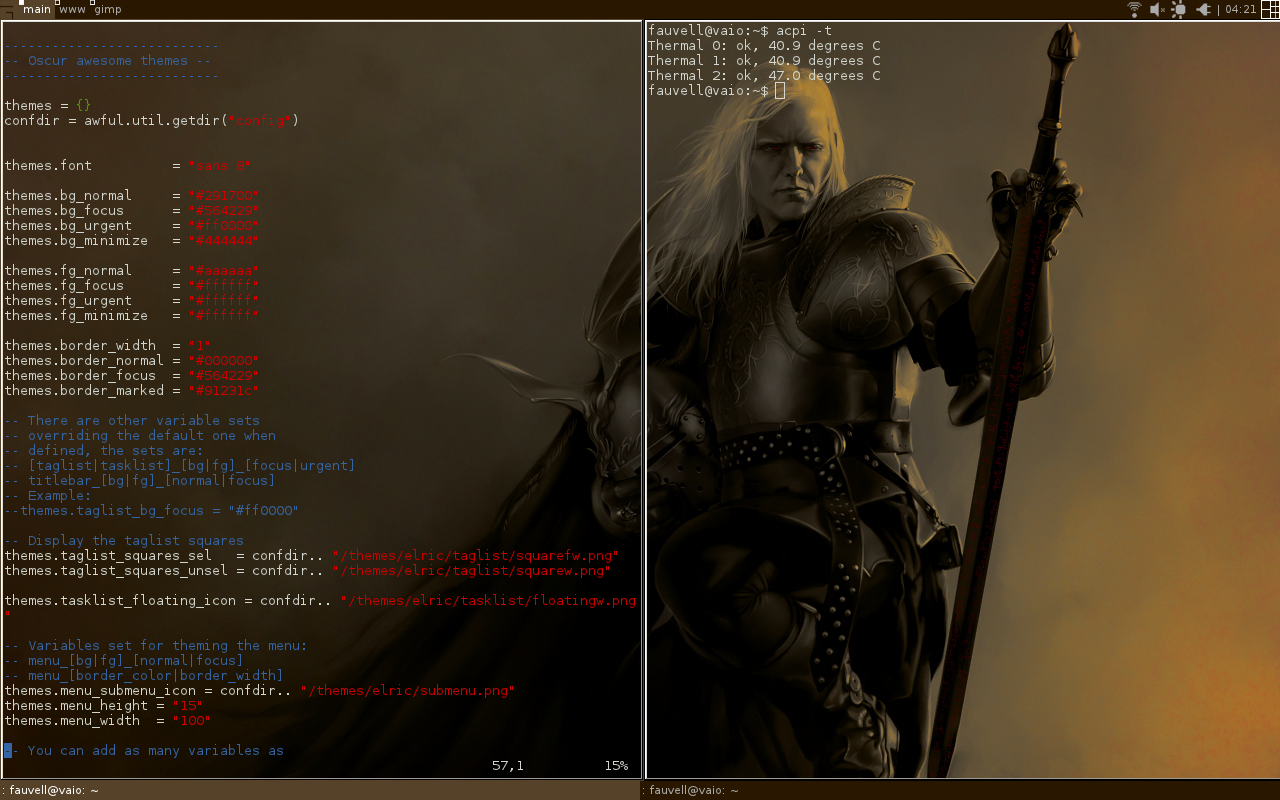 main www gimp
| 04:21
---------------------------
-- Oscur awesome themes --
---------------------------
themes = {}
confdir = awful.util.getdir("config")
themes.font          = "sans 8"
themes.bg_normal     = "#291700"
themes.bg_focus      = "#564229"
themes.bg_urgent     = "#ff0000"
themes.bg_minimize   = "#444444"
themes.fg_normal     = "#aaaaaa"
themes.fg_focus      = "#ffffff"
themes.fg_urgent     = "#ffffff"
themes.fg_minimize   = "#ffffff"
themes.border_width  = "1"
themes.border_normal = "#000000"
themes.border_focus  = "#564229"
themes.border_marked = "#91231c"
-- There are other variable sets
-- overriding the default one when
-- defined, the sets are:
-- [taglist|tasklist]_[bg|fg]_[focus|urgent]
-- titlebar_[bg|fg]_[normal|focus]
-- Example:
--themes.taglist_bg_focus = "#ff0000"
-- Display the taglist squares
themes.taglist_squares_sel   = confdir.. "/themes/elric/taglist/squarefw.png"
themes.taglist_squares_unsel = confdir.. "/themes/elric/taglist/squarew.png"
themes.tasklist_floating_icon = confdir.. "/themes/elric/tasklist/floatingw.png
"
-- Variables set for theming the menu:
-- menu_[bg|fg]_[normal|focus]
-- menu_[border_color|border_width]
themes.menu_submenu_icon = confdir.. "/themes/elric/submenu.png"
themes.menu_height = "15"
themes.menu_width  = "100"
-- You can add as many variables as
57,1 15%
fauvell@vaio:~$ acpi -t
Thermal 0: ok, 40.9 degrees C
Thermal 1: ok, 40.9 degrees C
Thermal 2: ok, 47.0 degrees C
fauvell@vaio:~$
: fauvell@vaio: ~
: fauvell@vaio: ~